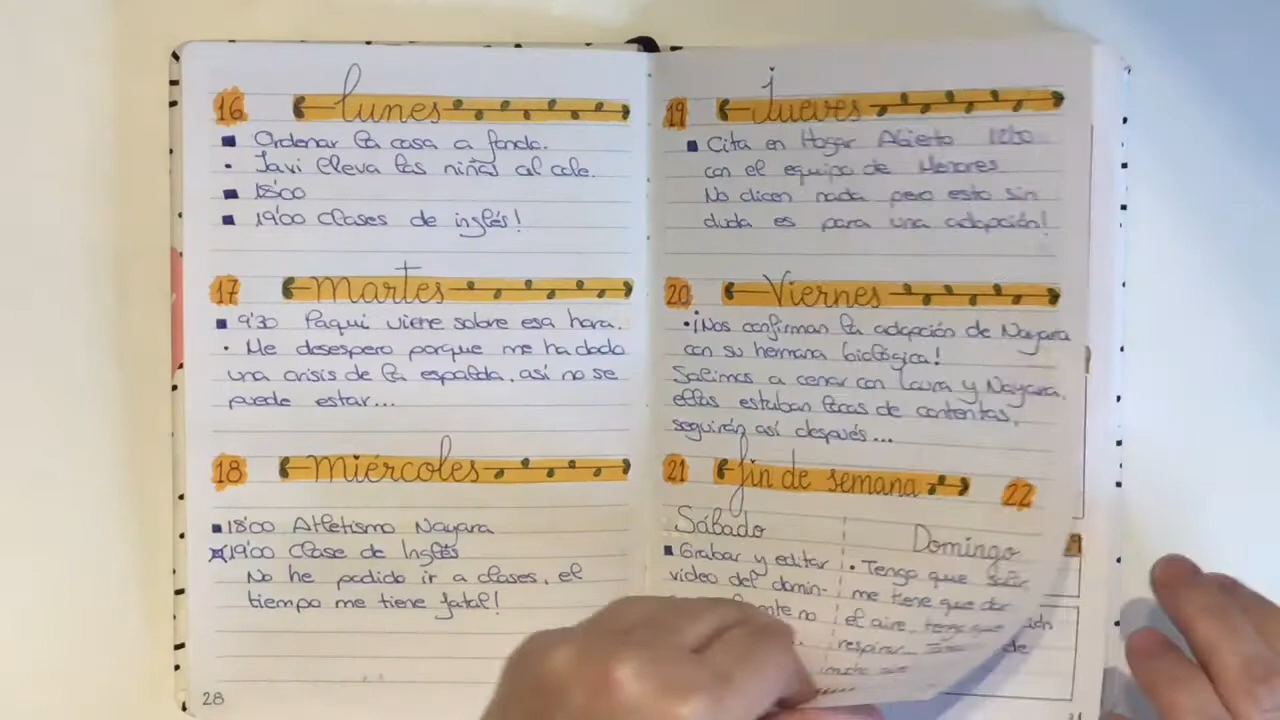 16 lunes
Ordenar la casa a fondo.
Javi lleva las niñas al cole.
18'00
19'00 Clases de inglés!
17 martes
9'30 Paqui viene sobre esa hora.
Me desespero porque me ha dado
una crisis de la espalda, así no se
puede estar...
18 miércoles
18'00 Atletismo Nayara
19'00 Clase de Inglés
No he podido ir a clases, el
tiempo me tiene fatal!
28
19 Jueves
Cita en Hogar Abierto
con el equipo de Menores
No dicen nada pero esto sin
duda es para una adopción!
20 Viernes
¡Nos confirman la adopción de Nayara
con su hermana biológica!
Salimos a cenar con Laura y Nayara,
ellas estaban locas de contentas,
seguirán así después...
21 fin de semana 22
Sábado
Grabar y editar
video del domin-
no
Domingo
Tengo que
me tiene que dar
el aire, tengo que
respirar
de